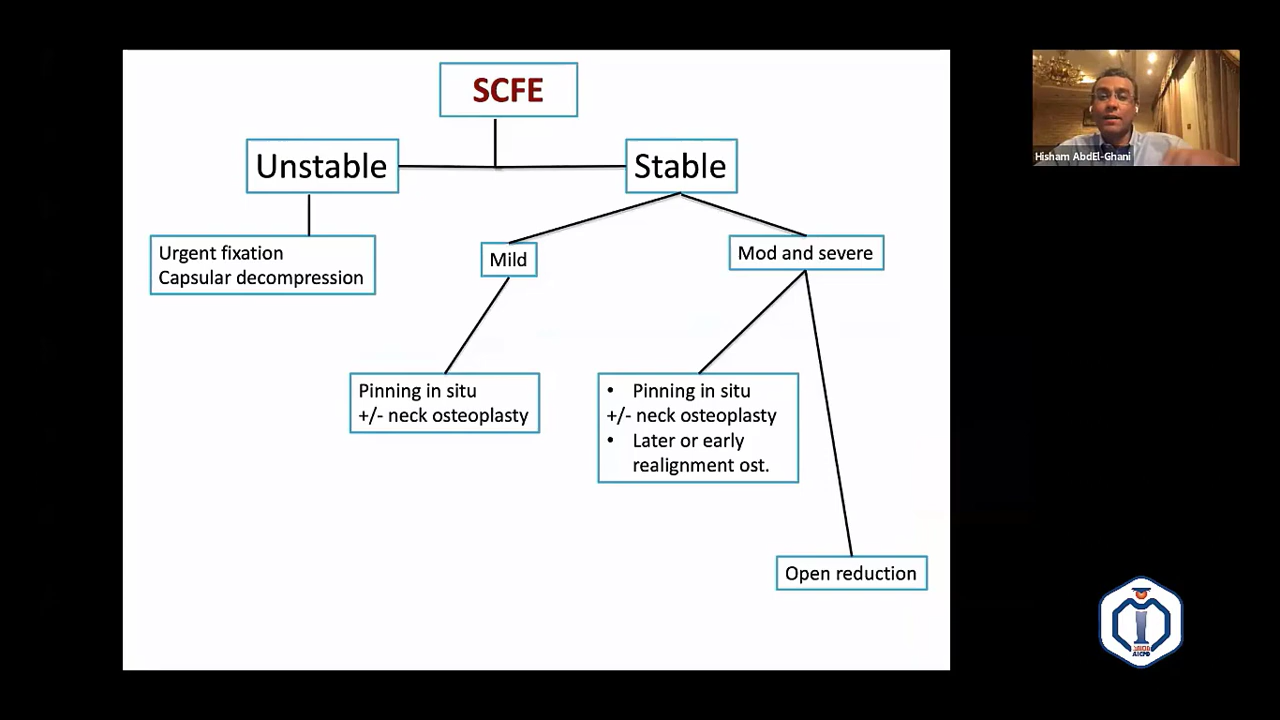 SCFE
Unstable
Stable
Urgent fixation
Capsular decompression
Mild
Mod and severe
Pinning in situ
+/- neck osteoplasty
• Pinning in situ
+/- neck osteoplasty
• Later or early
realignment ost.
Open reduction
Hisham AbdEl-Ghani